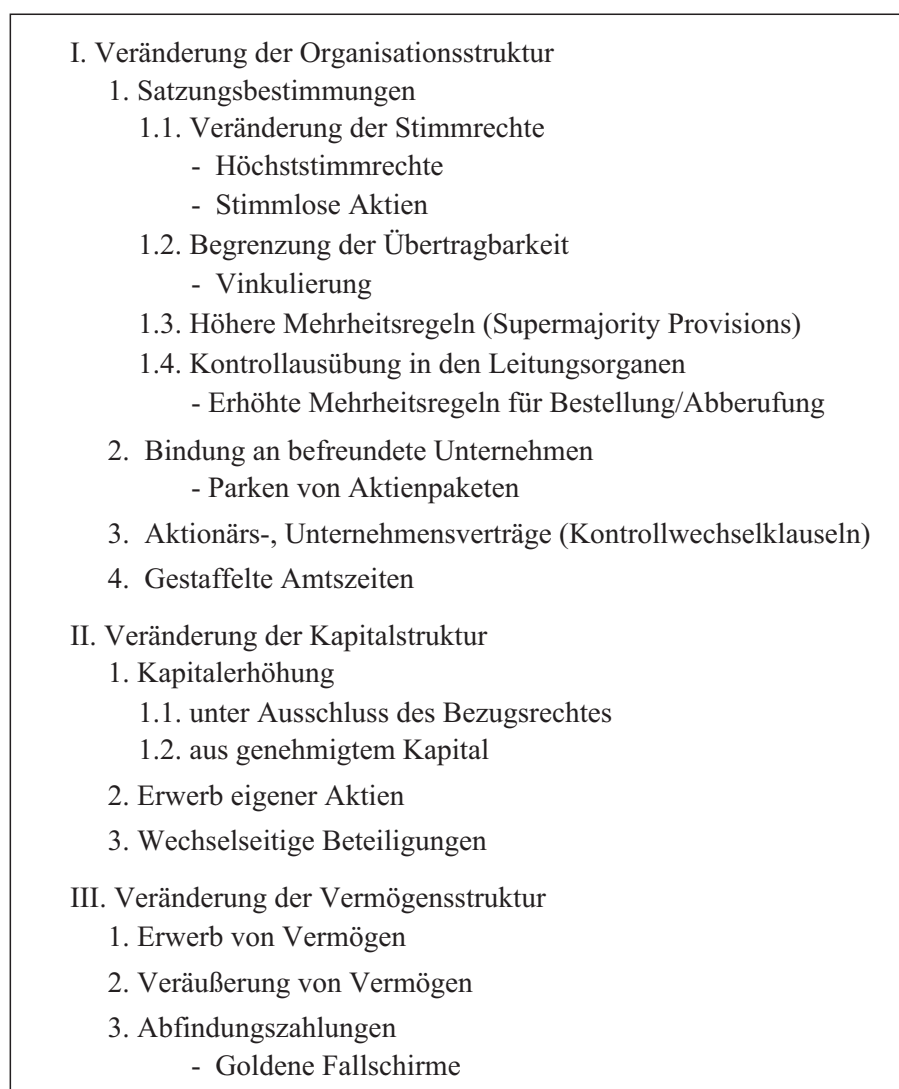 I. Veränderung der Organisationsstruktur
1. Satzungsbestimmungen
1.1. Veränderung der Stimmrechte
- Höchststimmrechte
- Stimmlose Aktien
1.2. Begrenzung der Übertragbarkeit
- Vinkulierung
1.3. Höhere Mehrheitsregeln (Supermajority Provisions)
1.4. Kontrollausübung in den Leitungsorganen
- Erhöhte Mehrheitsregeln für Bestellung/Abberufung
2. Bindung an befreundete Unternehmen
- Parken von Aktienpaketen
3. Aktionärs-, Unternehmensverträge (Kontrollwechselklauseln)
4. Gestaffelte Amtszeiten
II. Veränderung der Kapitalstruktur
1. Kapitalerhöhung
1.1. unter Ausschluss des Bezugsrechtes
1.2. aus genehmigtem Kapital
2. Erwerb eigener Aktien
3. Wechselseitige Beteiligungen
III. Veränderung der Vermögensstruktur
1. Erwerb von Vermögen
2. Veräußerung von Vermögen
3. Abfindungszahlungen
- Goldene Fallschirme